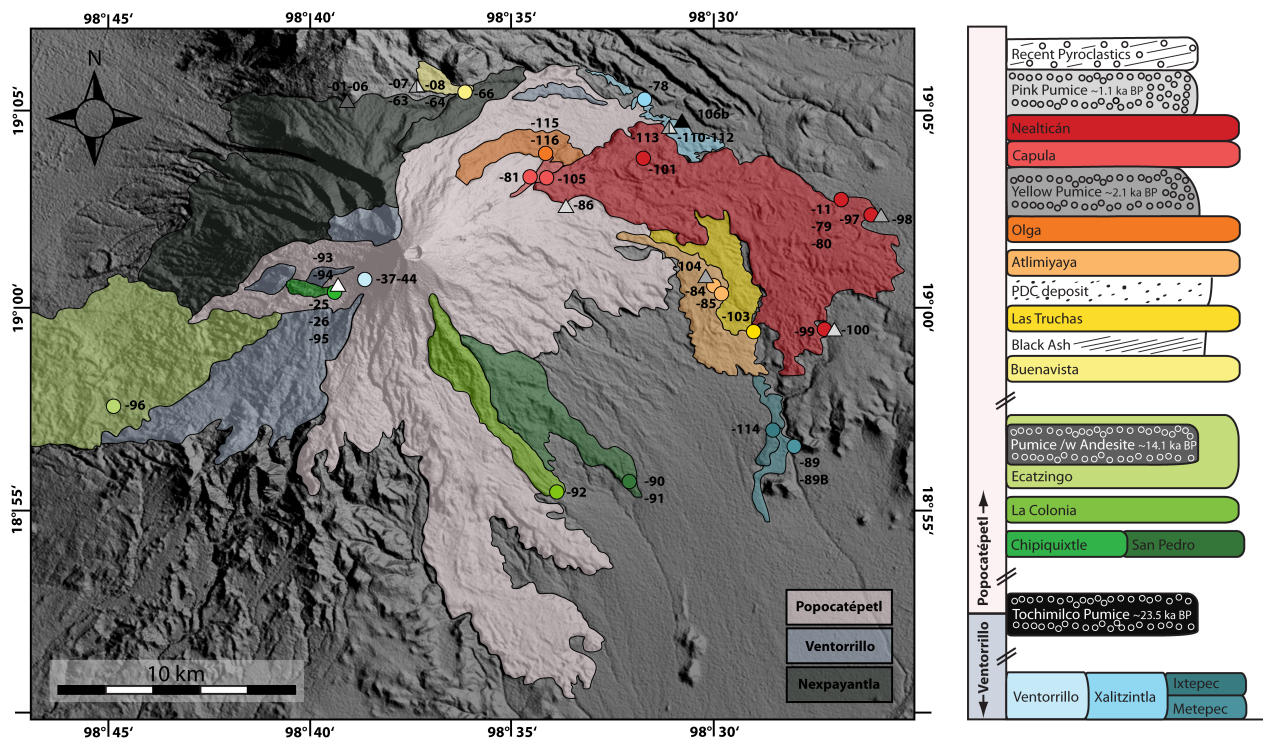 98°45'
98°40'
98°35'
98°30'
N
19°05'
19°00'
18°55'
-01-06
-07
-08
-63
-64
-66
-78
106b
-110-112
-113
-115
-116
-101
-81
-105
-86
-11
-79
-80
-97
-98
-93
-94
-37-44
-25
-26
-95
-104
-84
-85
-103
-99
-100
-96
-114
-89
-89B
-90
-91
-92
10 km
Popocatépetl
Ventorrillo
Nexpayantla
19°05'
19°00'
18°55'
98°45'
98°40'
98°35'
98°30'
Recent Pyroclastics
Pink Pumice ~1.1 ka BP
Nealticán
Capula
Yellow Pumice ~2.1 ka BP
Olga
Atlimiyaya
PDC deposit
Las Truchas
Black Ash
Buenavista
Pumice /w Andesite ~14.1 ka BP
Ecatzingo
La Colonia
Chipiquixtle
San Pedro
Tochimilco Pumice ~23.5 ka BP
Ventorrillo
Xalitzintla
Ixtepec
Metepec
Popocatépetl
Ventorrillo